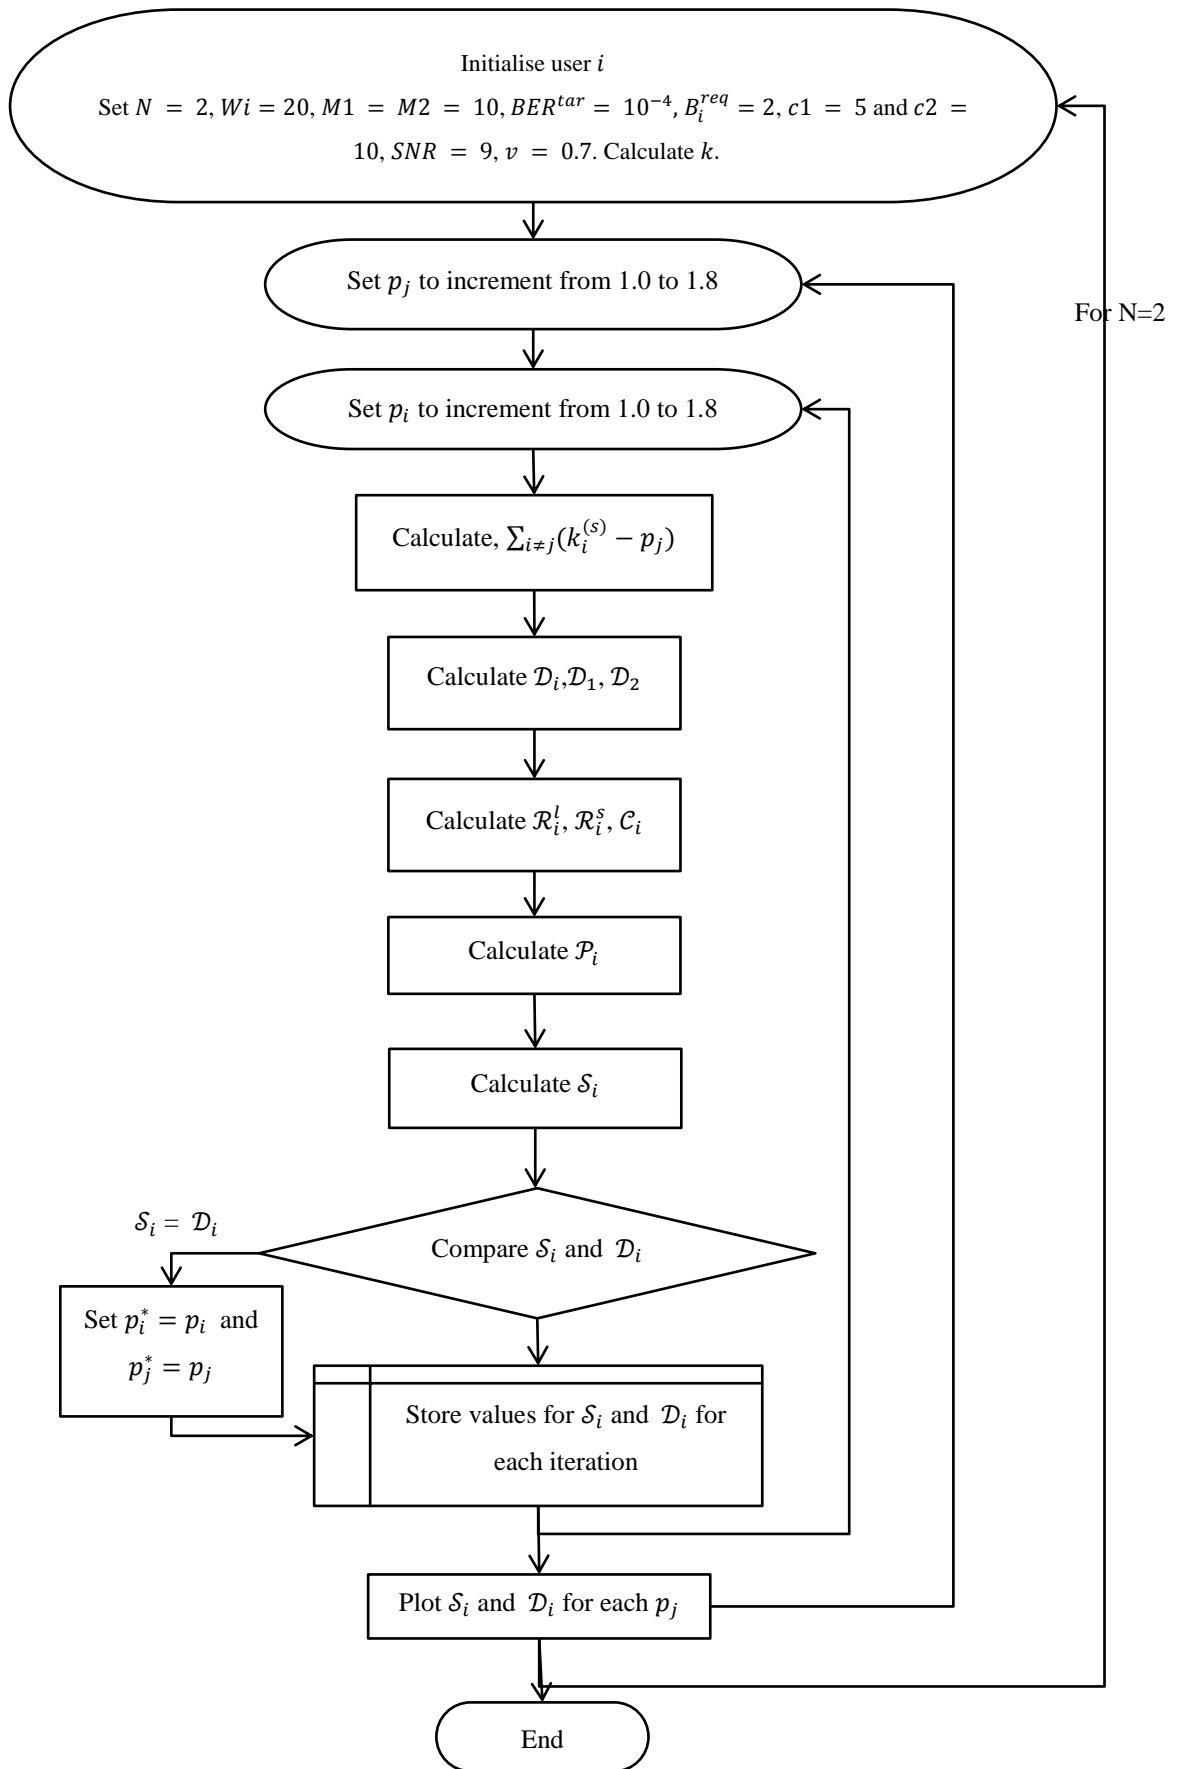 Initialise user 𝑖
Set 𝑁 = 2, 𝑊𝑖 = 20, 𝑀1 = 𝑀2 = 10, 𝐵𝐸𝑅^{𝑡𝑎𝑟} = 10^{−4}, 𝐵_𝑖^{𝑟𝑒𝑞} = 2, 𝑐1 = 5 and 𝑐2 =
10, 𝑆𝑁𝑅 = 9, 𝑣 = 0.7. Calculate 𝑘.
Set 𝑝_𝑗 to increment from 1.0 to 1.8
For N=2
Set 𝑝_𝑖 to increment from 1.0 to 1.8
Calculate, ∑_{𝑖≠𝑗}(𝑘_𝑖^{(𝑠)} − 𝑝_𝑗)
Calculate 𝒟_𝑖,𝒟_1, 𝒟_2
Calculate ℛ_𝑖^𝑙, ℛ_𝑖^𝑠, 𝒞_𝑖
Calculate 𝒫_𝑖
Calculate 𝒮_𝑖
𝒮_𝑖 = 𝒟_𝑖
Compare 𝒮_𝑖 and 𝒟_𝑖
Set 𝑝_𝑖^* = 𝑝_𝑖 and
𝑝_𝑗^* = 𝑝_𝑗
Store values for 𝒮_𝑖 and 𝒟_𝑖 for
each iteration
Plot 𝒮_𝑖 and 𝒟_𝑖 for each 𝑝_𝑗
End